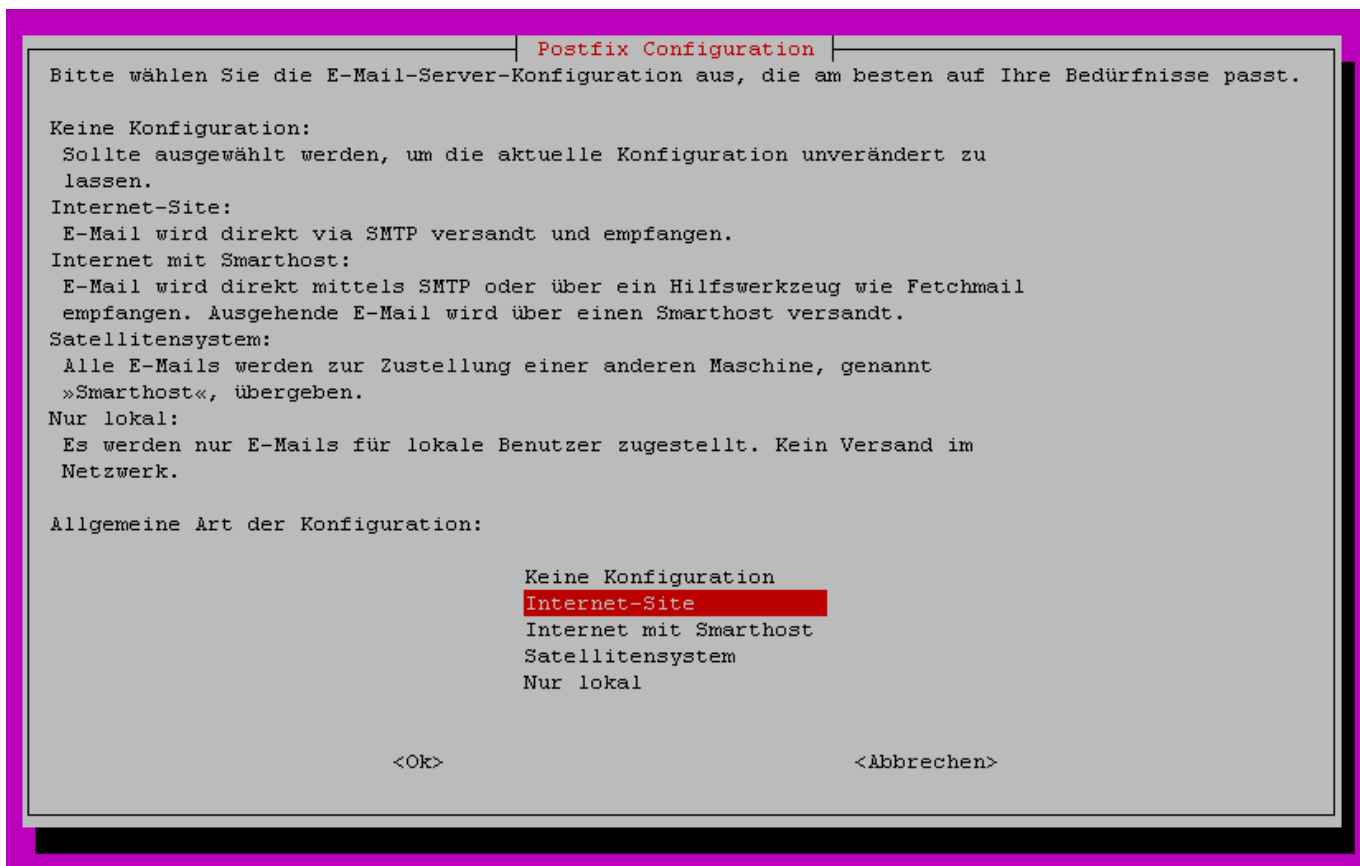 Postfix Configuration
Bitte wählen Sie die E-Mail-Server-Konfiguration aus, die am besten auf Ihre Bedürfnisse passt.
Keine Konfiguration:
Sollte ausgewählt werden, um die aktuelle Konfiguration unverändert zu
lassen.
Internet-Site:
E-Mail wird direkt via SMTP versandt und empfangen.
Internet mit Smarthost:
E-Mail wird direkt mittels SMTP oder über ein Hilfswerkzeug wie Fetchmail
empfangen. Ausgehende E-Mail wird über einen Smarthost versandt.
Satellitensystem:
Alle E-Mails werden zur Zustellung einer anderen Maschine, genannt
»Smarthost«, übergeben.
Nur lokal:
Es werden nur E-Mails für lokale Benutzer zugestellt. Kein Versand im
Netzwerk.
Allgemeine Art der Konfiguration:
Keine Konfiguration
Internet-Site
Internet mit Smarthost
Satellitensystem
Nur lokal
<Ok> <Abbrechen>